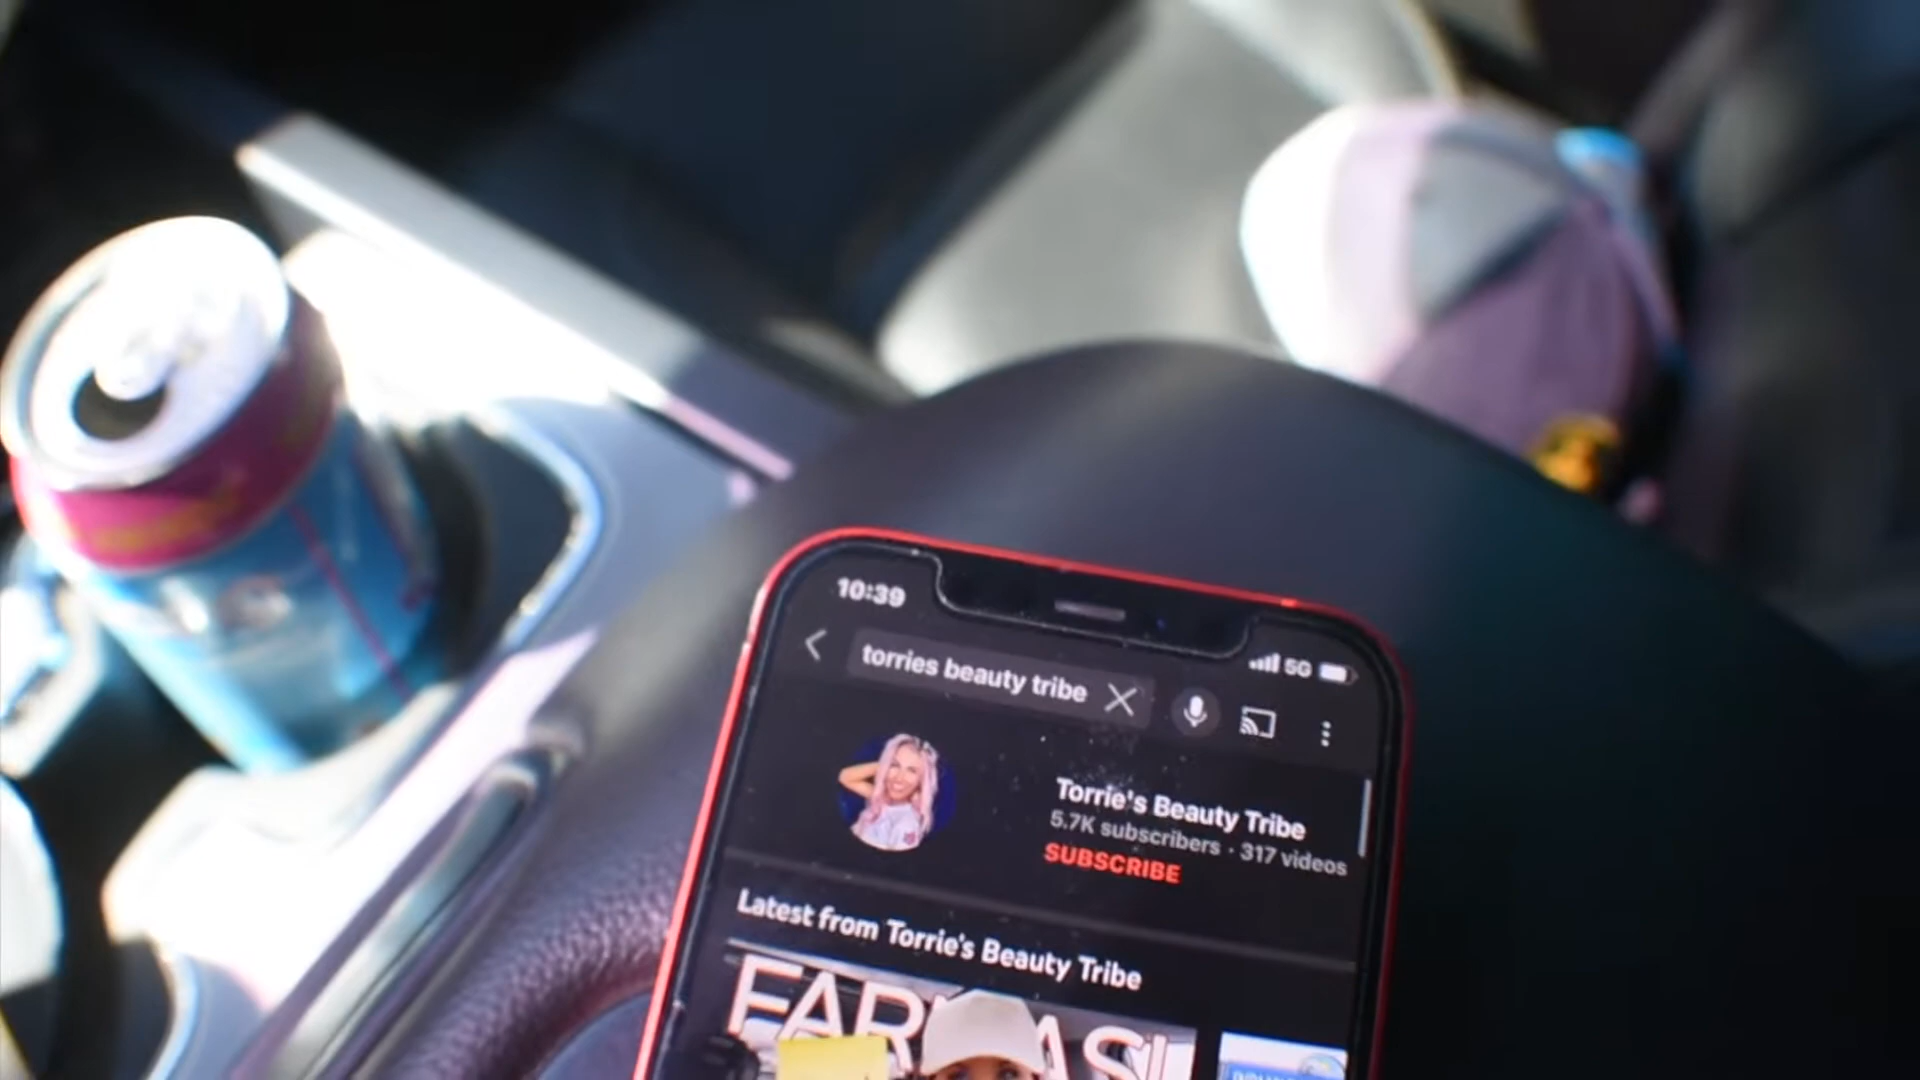 10:39
5G
torries beauty tribe
Torrie's Beauty Tribe
5.7K subscribers · 317 videos
SUBSCRIBE
Latest from Torrie's Beauty Tribe